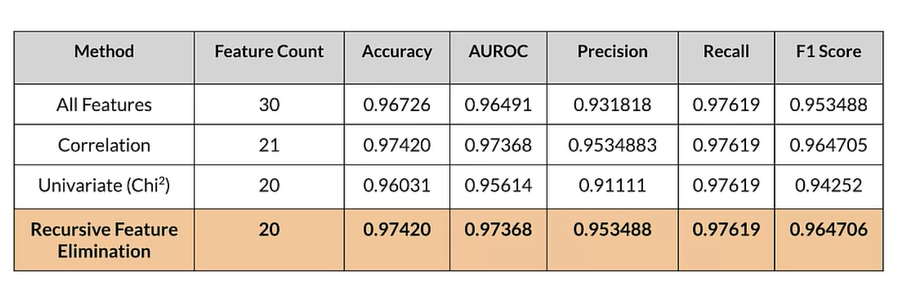 Method Feature Count Accuracy AUROC Precision Recall F1 Score
All Features 30 0.96726 0.96491 0.931818 0.97619 0.953488
Correlation 21 0.97420 0.97368 0.9534883 0.97619 0.964705
Univariate (Chi²) 20 0.96031 0.95614 0.91111 0.97619 0.94252
Recursive Feature 20 0.97420 0.97368 0.953488 0.97619 0.964706
Elimination